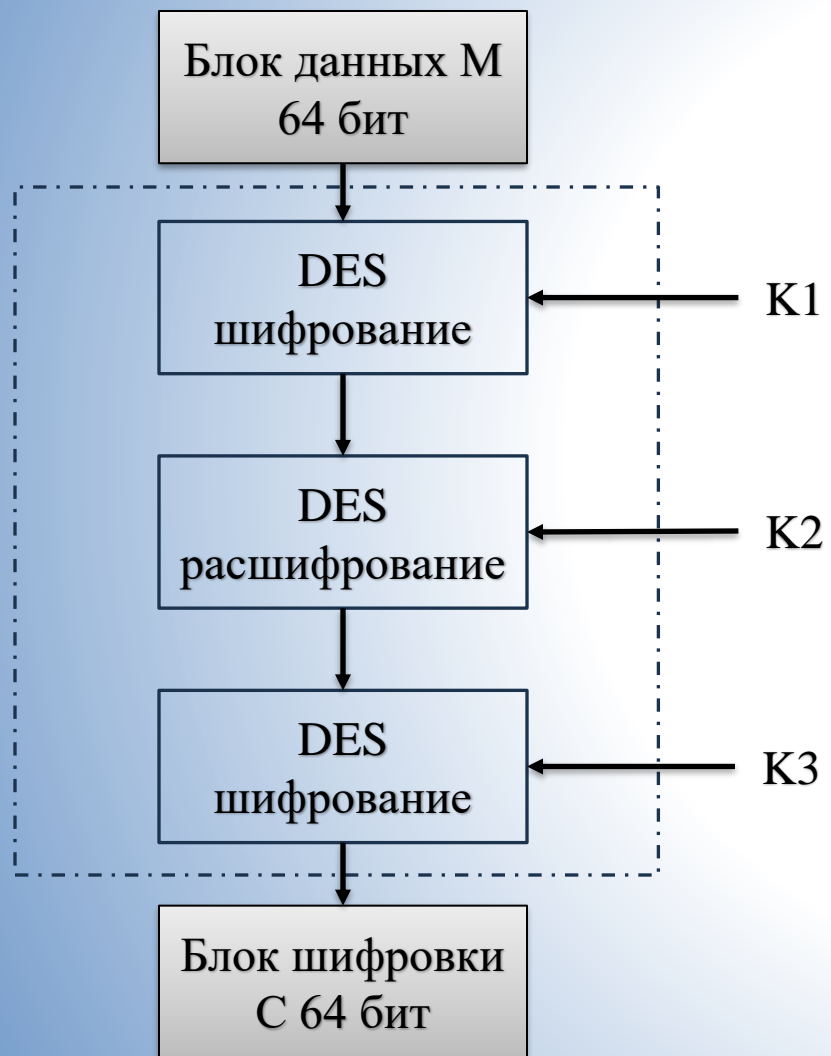 Блок данных М
64 бит
DES
шифрование
K1
DES
расшифрование
K2
DES
шифрование
K3
Блок шифровки
С 64 бит